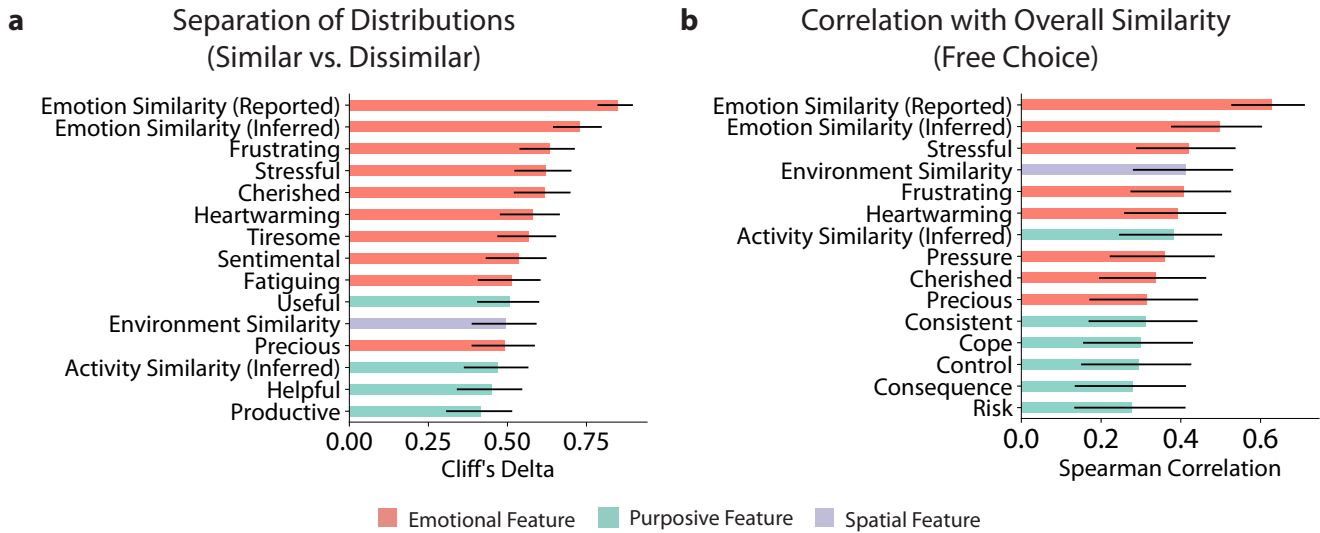 a
Separation of Distributions
(Similar vs. Dissimilar)
Emotion Similarity (Reported)
Emotion Similarity (Inferred)
Frustrating
Stressful
Cherished
Heartwarming
Tiresome
Sentimental
Fatiguing
Useful
Environment Similarity
Precious
Activity Similarity (Inferred)
Helpful
Productive
0.00 0.25 0.50 0.75
Cliff's Delta
b
Correlation with Overall Similarity
(Free Choice)
Emotion Similarity (Reported)
Emotion Similarity (Inferred)
Stressful
Environment Similarity
Frustrating
Heartwarming
Activity Similarity (Inferred)
Pressure
Cherished
Precious
Consistent
Cope
Control
Consequence
Risk
0.0 0.2 0.4 0.6
Spearman Correlation
Emotional Feature Purposive Feature Spatial Feature